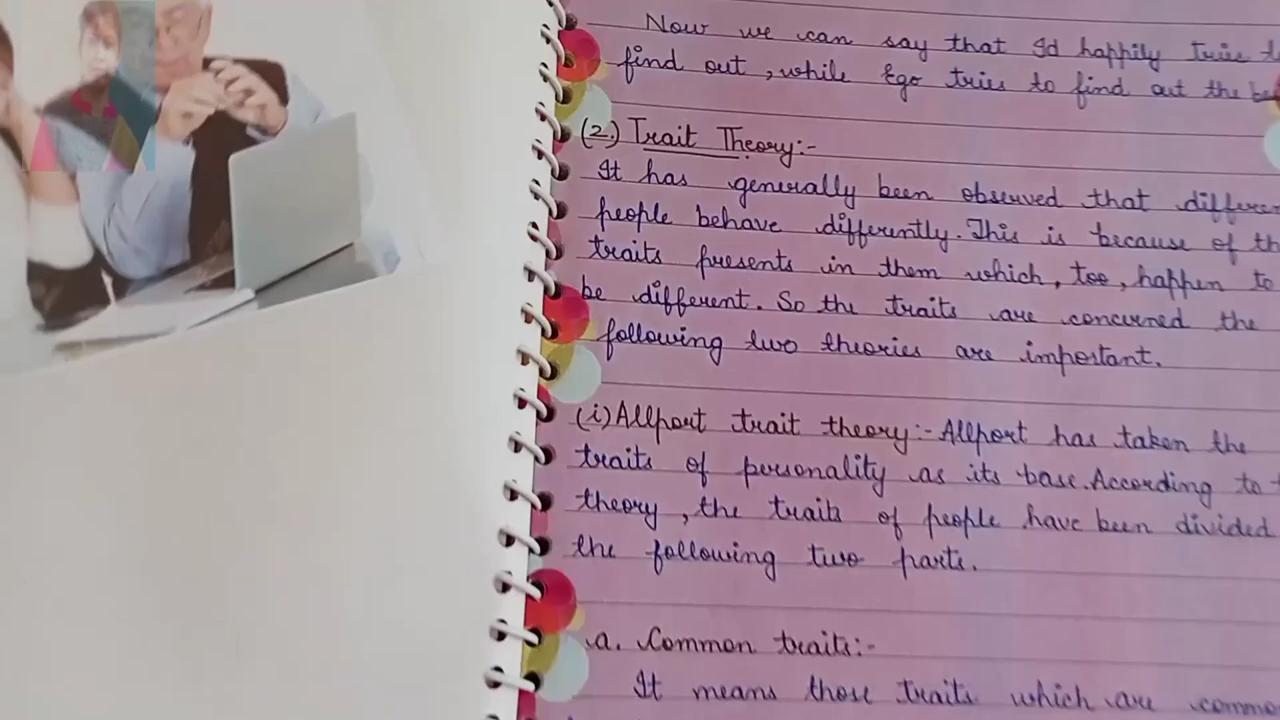 Now we can say that Id happily tries
find out, while Ego tries to find out the
(2.) Trait Theory:-
It has generally been observed that
people behave differently. This is because of
traits presents in them which, too, happen to
be different. So the traits are concerned the
following two theories are important.
(i) Allport trait theory:- Allport has taken the
traits of personality as its base. According to
theory, the traits of people have been divided
the following two parts.
a. Common traits:-
It means those traits which are